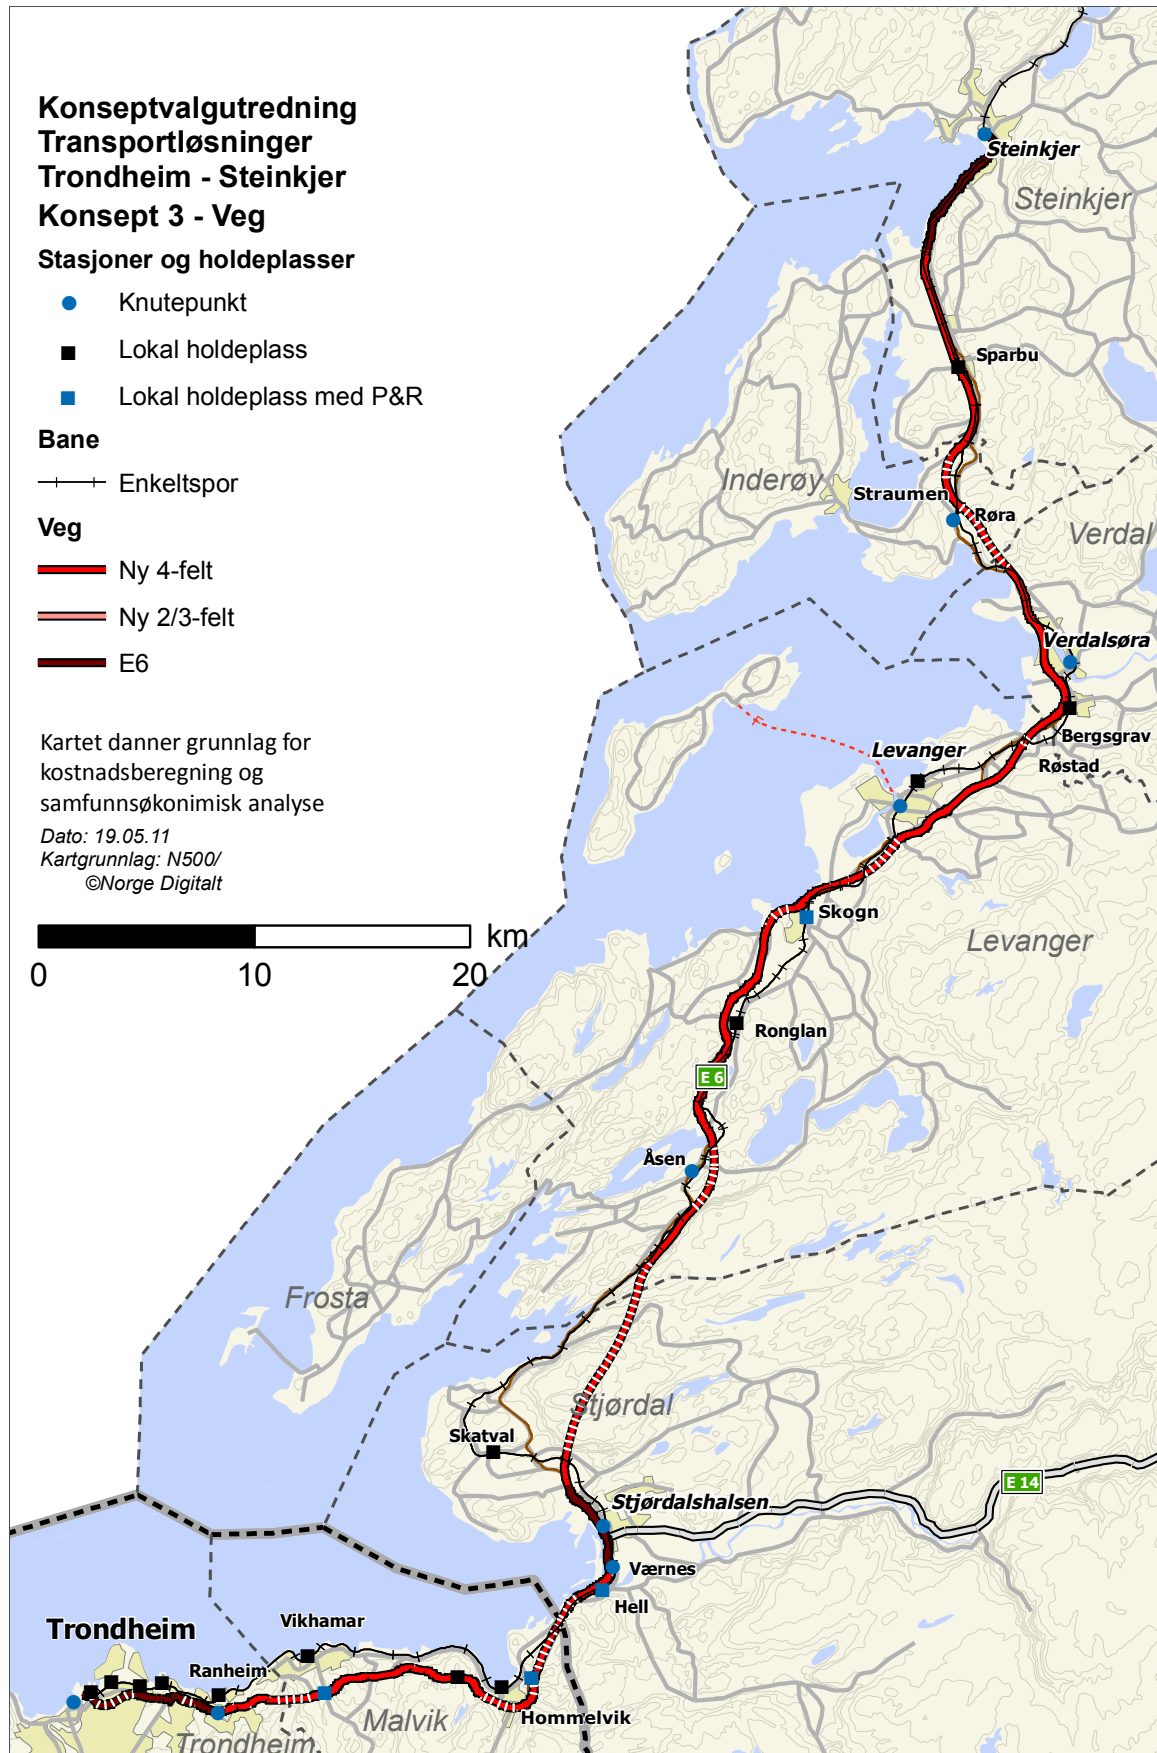 Konseptvalgutredning
Transportløsninger
Trondheim - Steinkjer
Konsept 3 - Veg
Stasjoner og holdeplasser
Knutepunkt
Lokal holdeplass
Lokal holdeplass med P&R
Bane
Enkeltspor
Veg
Ny 4-felt
Ny 2/3-felt
E6
Kartet danner grunnlag for
kostnadsberegning og
samfunnsøkonimisk analyse
Dato: 19.05.11
Kartgrunnlag: N500/
©Norge Digitalt
km
0 10 20
Steinkjer
Steinkjer
Sparbu
Inderøy
Straumen
Røra
Verdal
Verdalsøra
Bergsgrav
Levanger
Røstad
Skogn
Levanger
Ronglan
E 6
Åsen
Frosta
Stjørdal
Skatval
E 14
Stjørdalshalsen
Værnes
Hell
Trondheim
Vikhamar
Ranheim
Hommelvik
Malvik
Trondheim